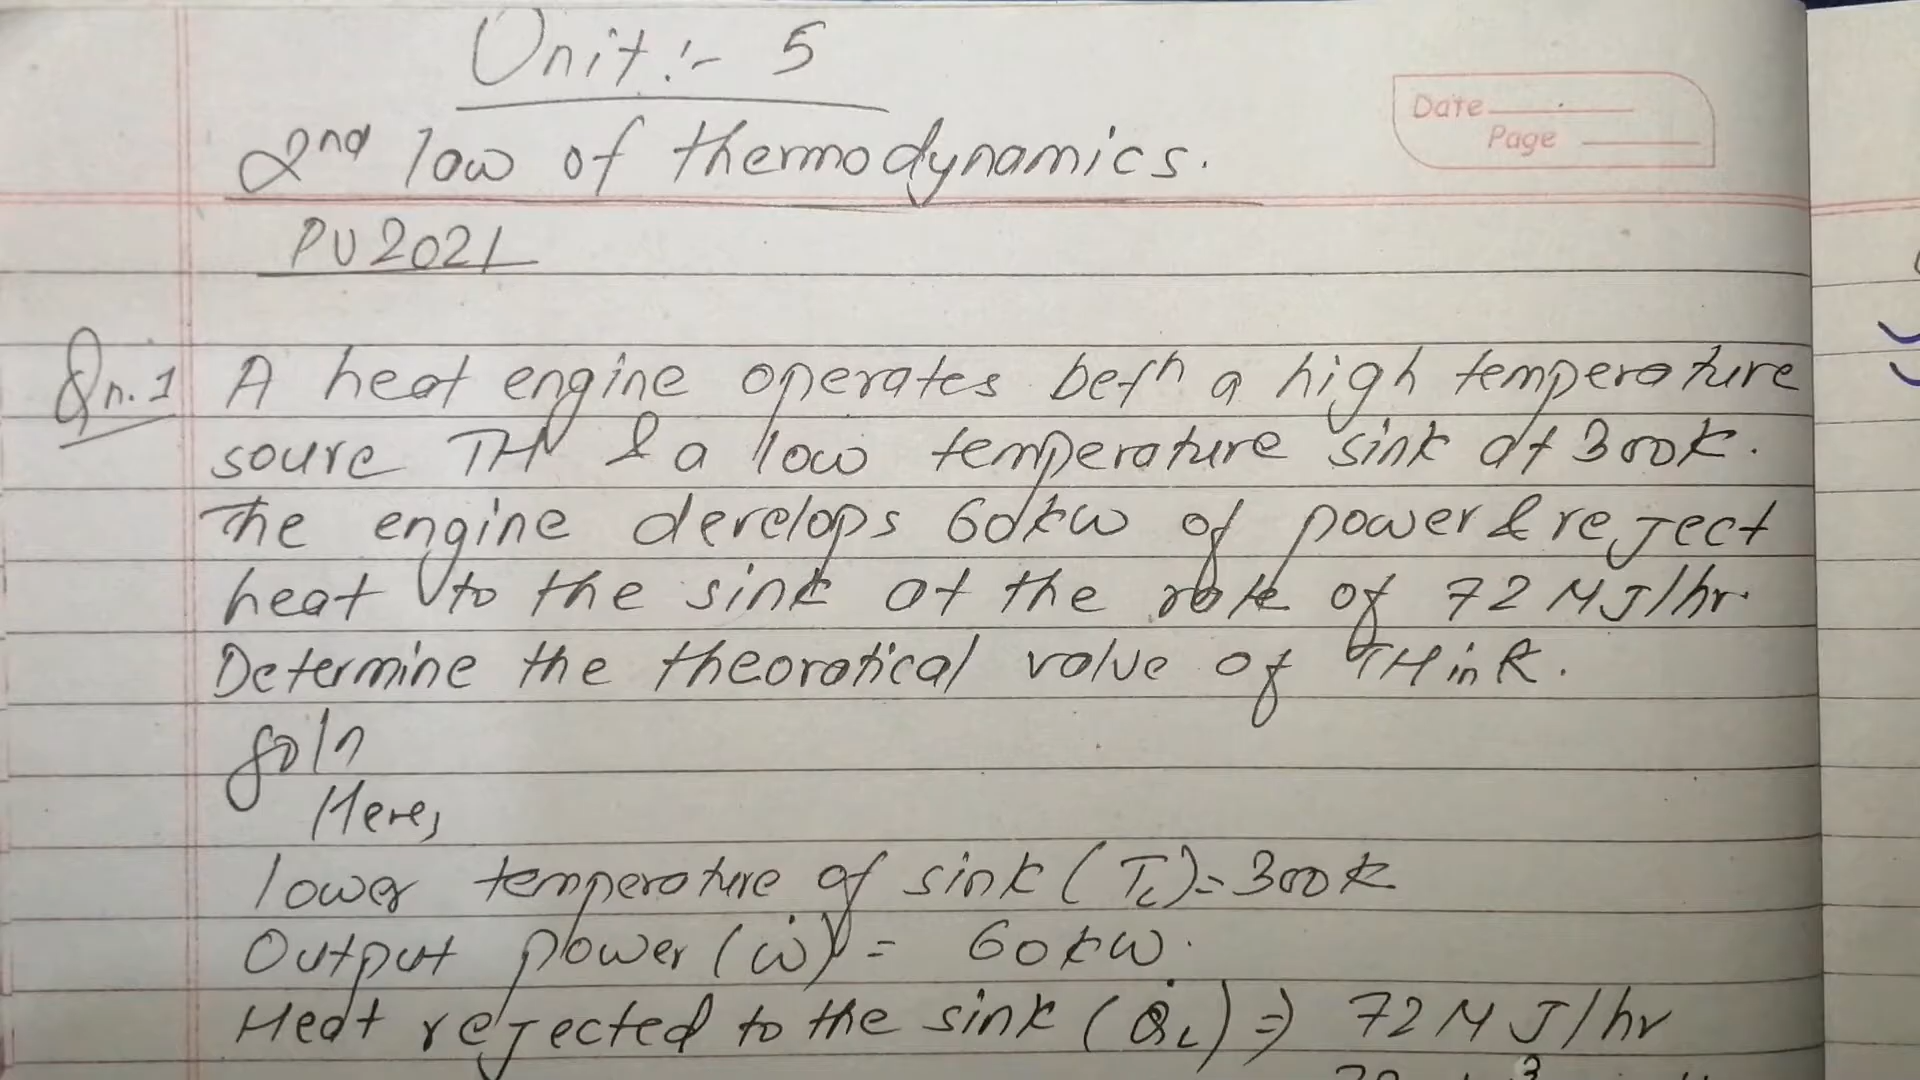 Unit :- 5
Date
Page
2nd law of thermodynamics.
PU 2021
Qn. 1 A heat engine operates betn a high temperature
soure TH & a low temperature sink at 300K.
The engine develops 60kW of power & reject
heat to the sink at the rate of 72 MJ/hr.
Determine the theoratical value of TH in K.
soln
Here,
lower temperature of sink (TL) = 300K
Output power (ẇ) = 60kW.
Heat rejected to the sink (Q̇L) => 72 MJ/hr